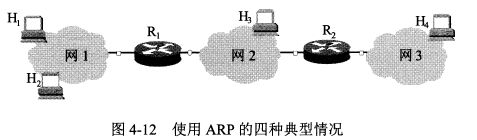 H₁
H₂
网 1
R₁
H₃
网 2
R₂
H₄
网 3
图 4-12 使用 ARP 的四种典型情况